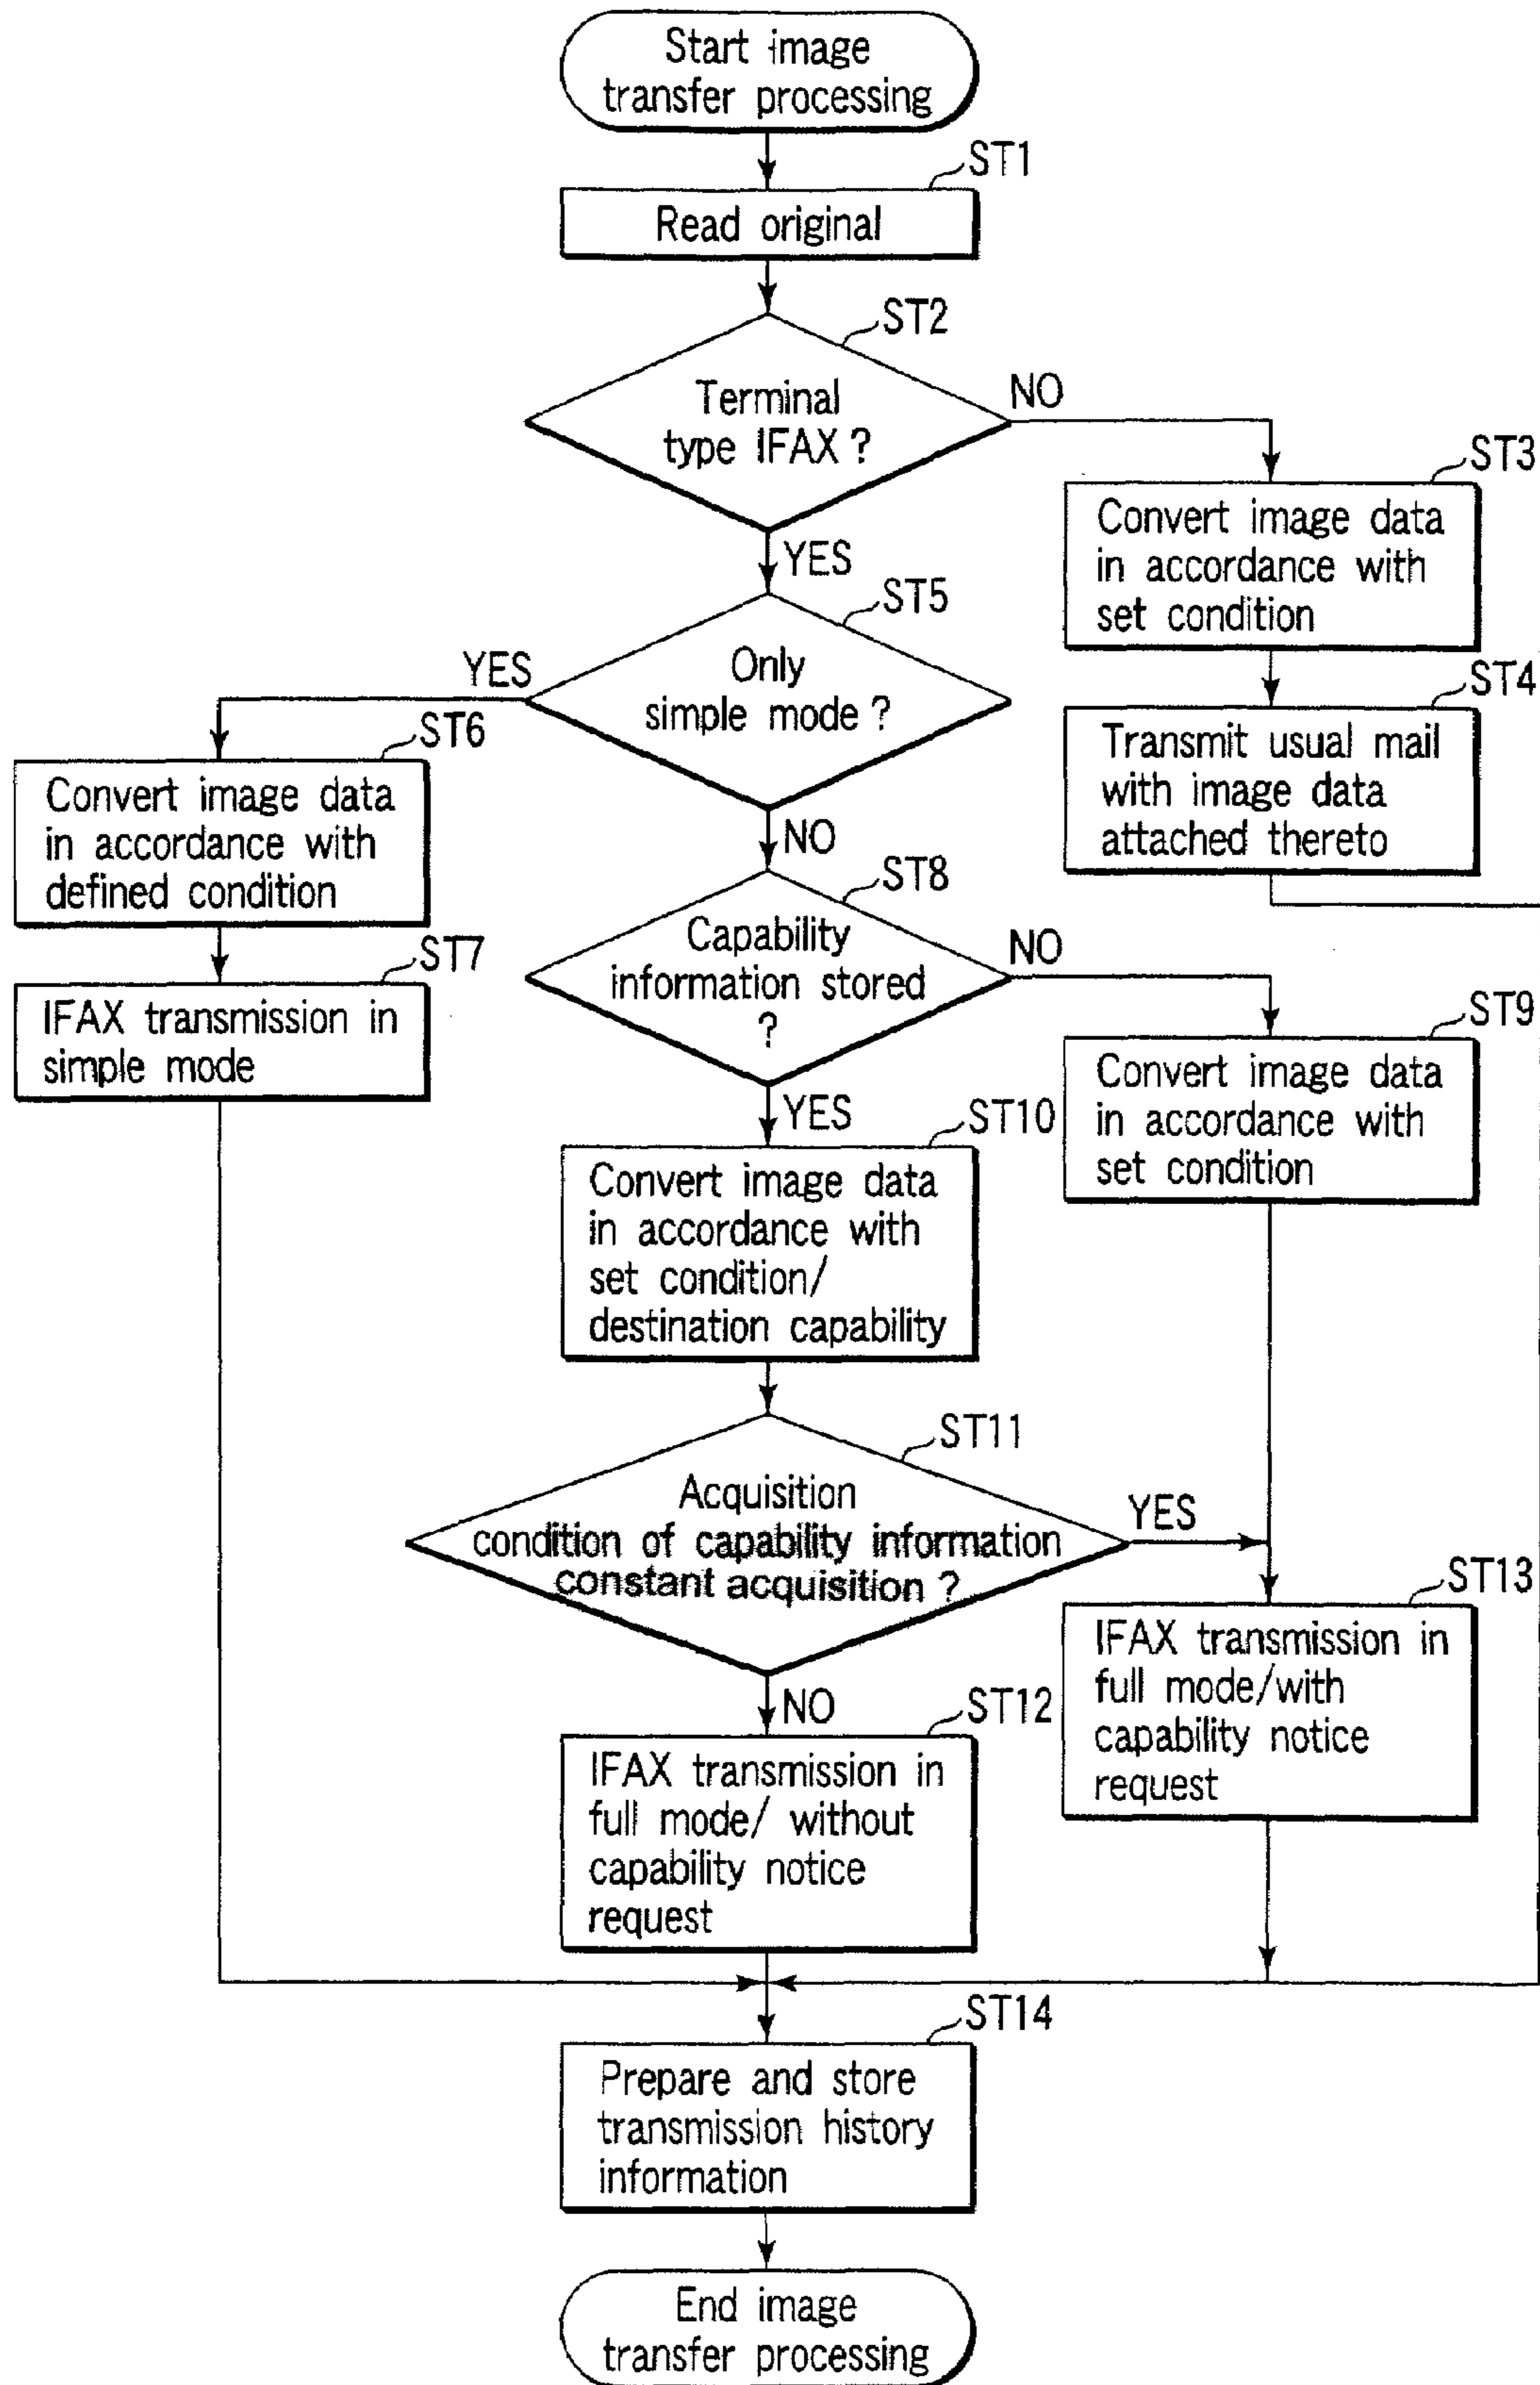 Start image
transfer processing
ST1
Read original
ST2
Terminal
type IFAX ?
NO
YES
ST3
Convert image data
in accordance with
set condition
ST4
Transmit usual mail
with image data
attached thereto
ST5
Only
simple mode ?
YES
NO
ST6
Convert image data
in accordance with
defined condition
ST7
IFAX transmission in
simple mode
ST8
Capability
information stored
?
NO
YES
ST9
Convert image data
in accordance with
set condition
ST10
Convert image data
in accordance with
set condition/
destination capability
ST11
Acquisition
condition of capability information
constant acquisition ?
YES
NO
ST12
IFAX transmission in
full mode/ without
capability notice
request
ST13
IFAX transmission in
full mode/with
capability notice
request
ST14
Prepare and store
transmission history
information
End image
transfer processing